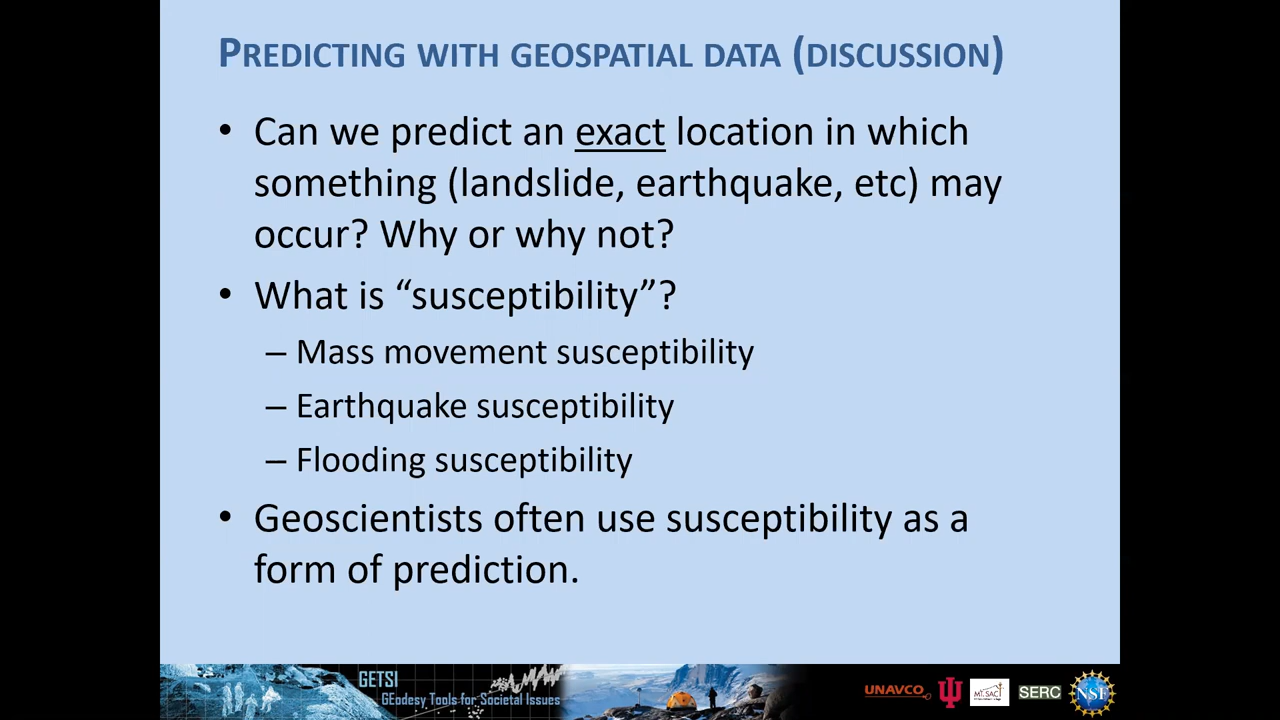 PREDICTING WITH GEOSPATIAL DATA (DISCUSSION)
• Can we predict an exact location in which
something (landslide, earthquake, etc) may
occur? Why or why not?
• What is “susceptibility”?
– Mass movement susceptibility
– Earthquake susceptibility
– Flooding susceptibility
• Geoscientists often use susceptibility as a
form of prediction.
GETSI
GEodesy Tools for Societal Issues
UNAVCO
MT. SAC
SERC
NSF